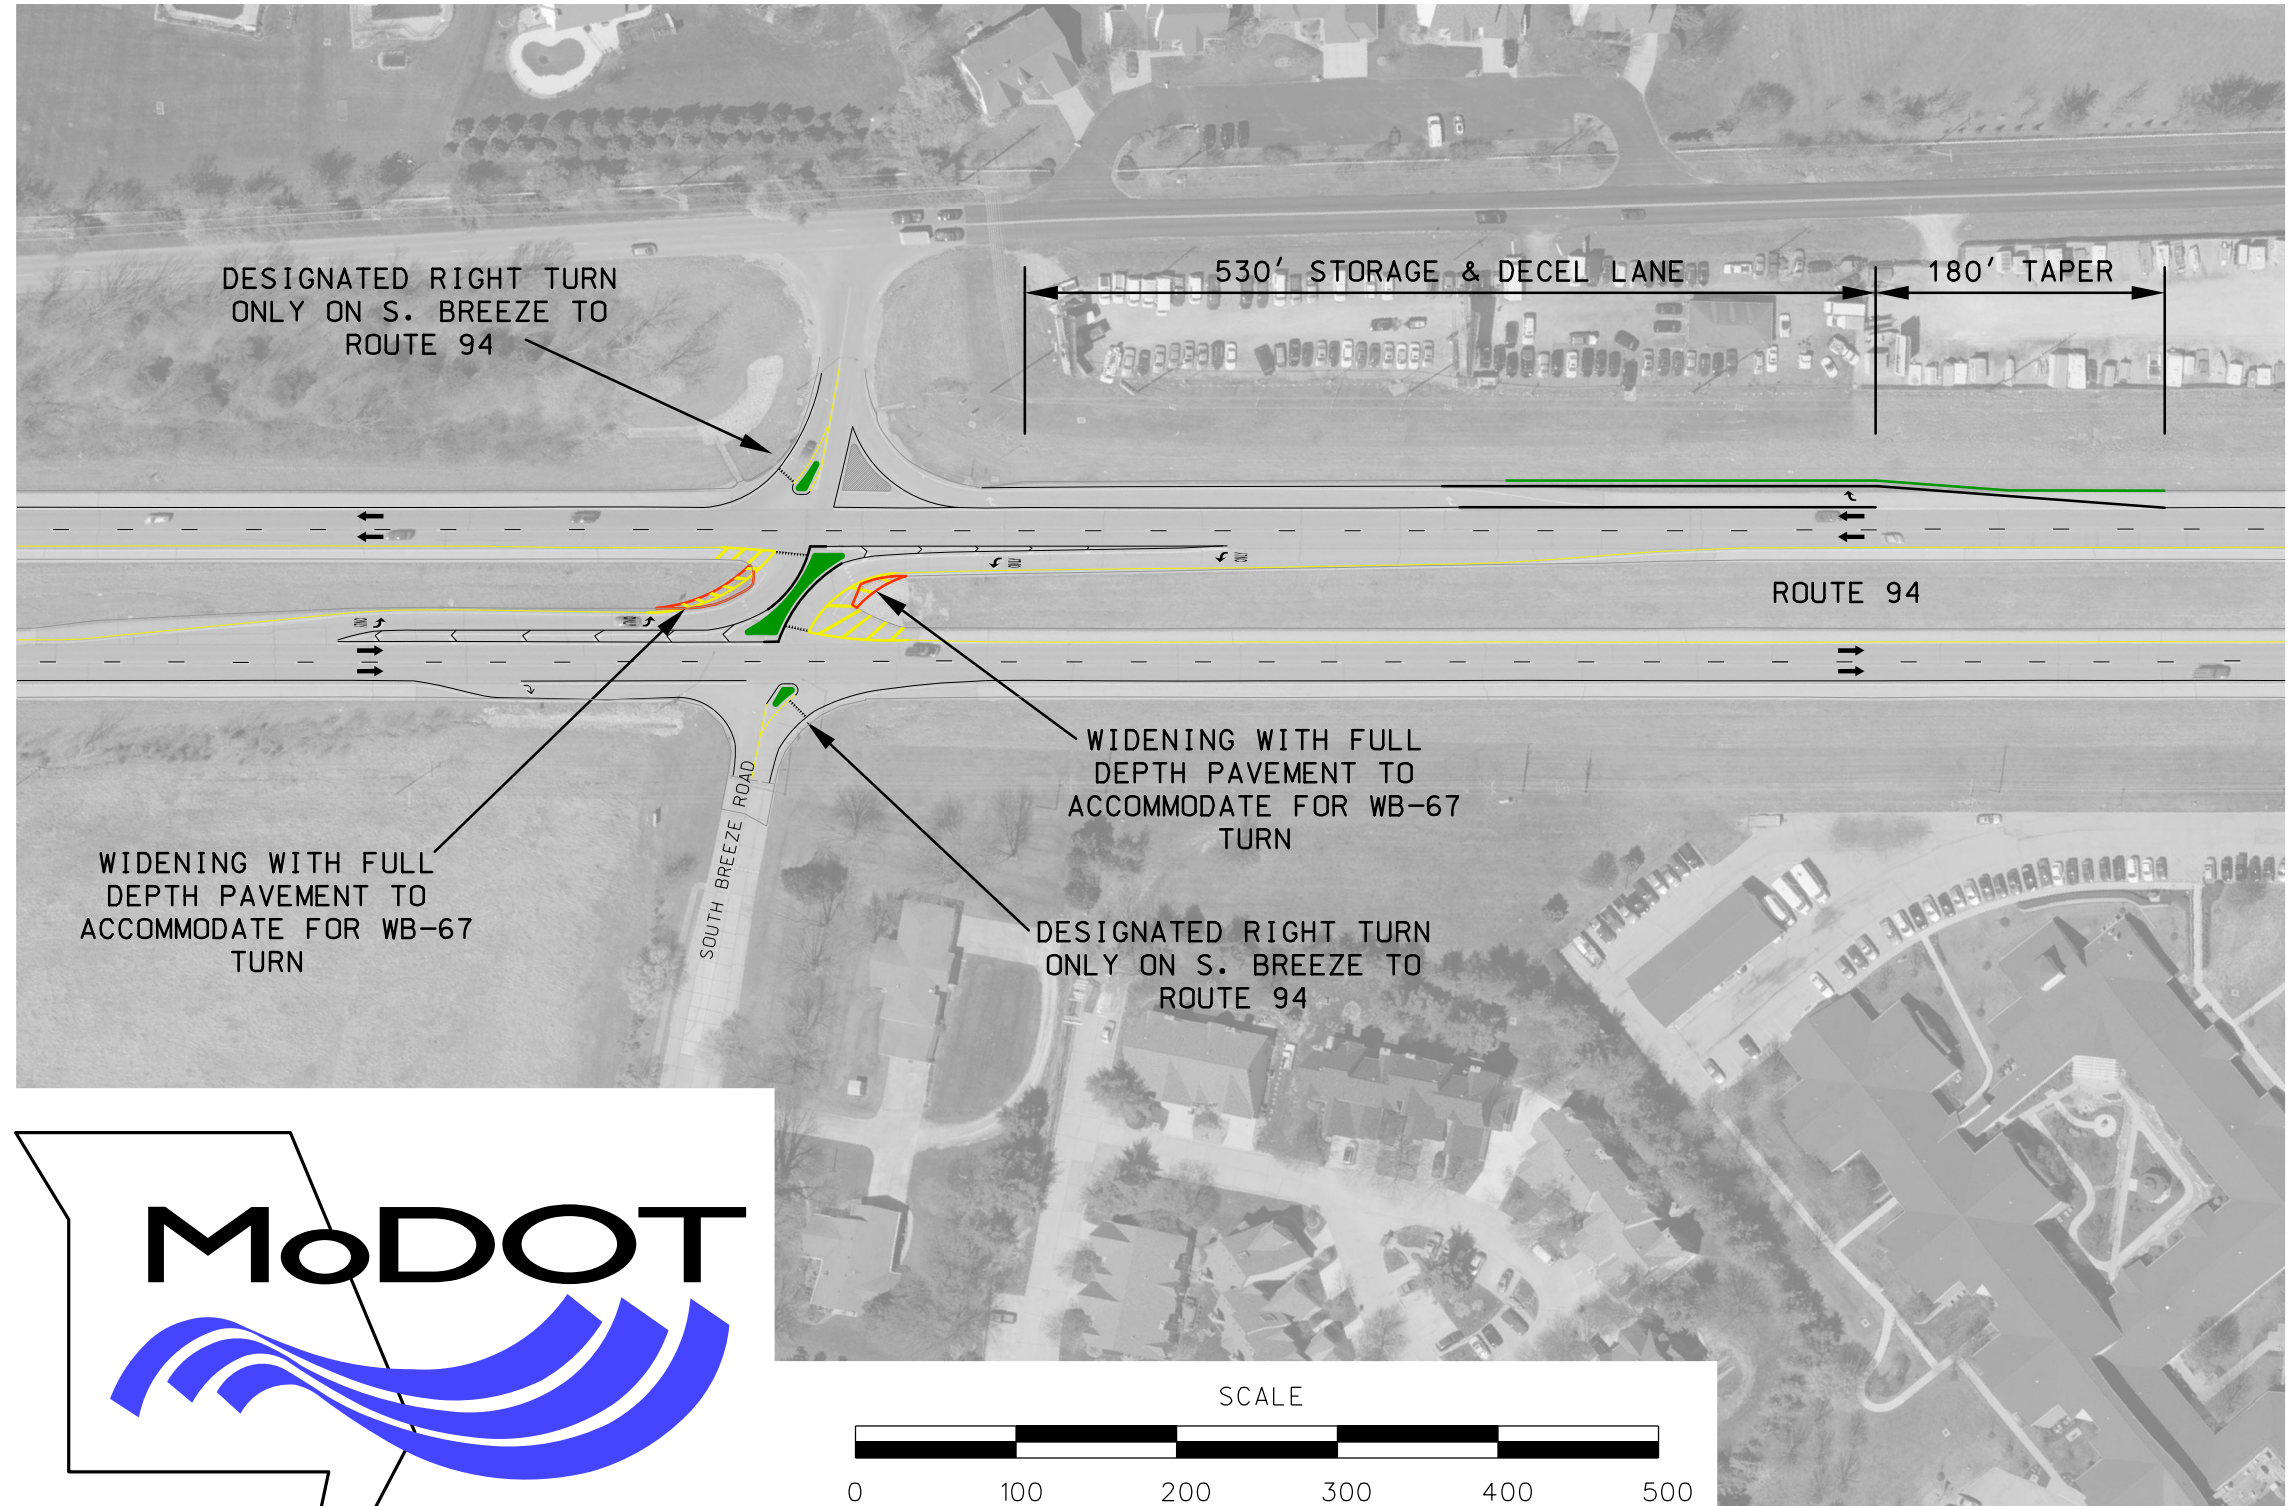 DESIGNATED RIGHT TURN
ONLY ON S. BREEZE TO
ROUTE 94
530' STORAGE & DECEL LANE
180' TAPER
ROUTE 94
WIDENING WITH FULL
DEPTH PAVEMENT TO
ACCOMMODATE FOR WB-67
TURN
SOUTH BREEZE ROAD
WIDENING WITH FULL
DEPTH PAVEMENT TO
ACCOMMODATE FOR WB-67
TURN
DESIGNATED RIGHT TURN
ONLY ON S. BREEZE TO
ROUTE 94
MoDOT
SCALE
0 100 200 300 400 500